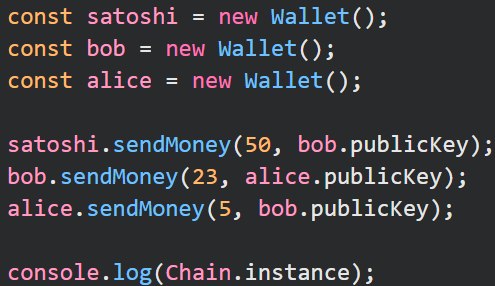 const satoshi = new Wallet();
const bob = new Wallet();
const alice = new Wallet();
satoshi.sendMoney(50, bob.publicKey);
bob.sendMoney(23, alice.publicKey);
alice.sendMoney(5, bob.publicKey);
console.log(Chain.instance);